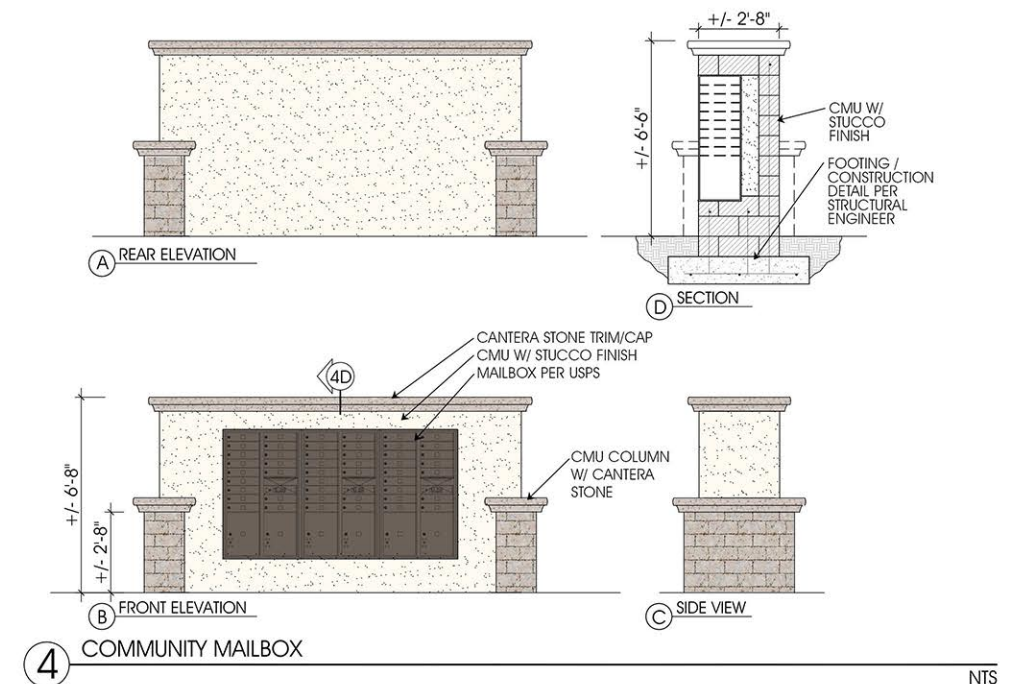 +/- 2'-8"
+/- 6'-6"
CMU W/
STUCCO
FINISH
FOOTING /
CONSTRUCTION
DETAIL PER
STRUCTURAL
ENGINEER
A REAR ELEVATION
D SECTION
CANTERA STONE TRIM/CAP
CMU W/ STUCCO FINISH
MAILBOX PER USPS
4D
CMU COLUMN
W/ CANTERA
STONE
+/- 6'-8"
+/- 2'-8"
B FRONT ELEVATION
C SIDE VIEW
4 COMMUNITY MAILBOX
NTS